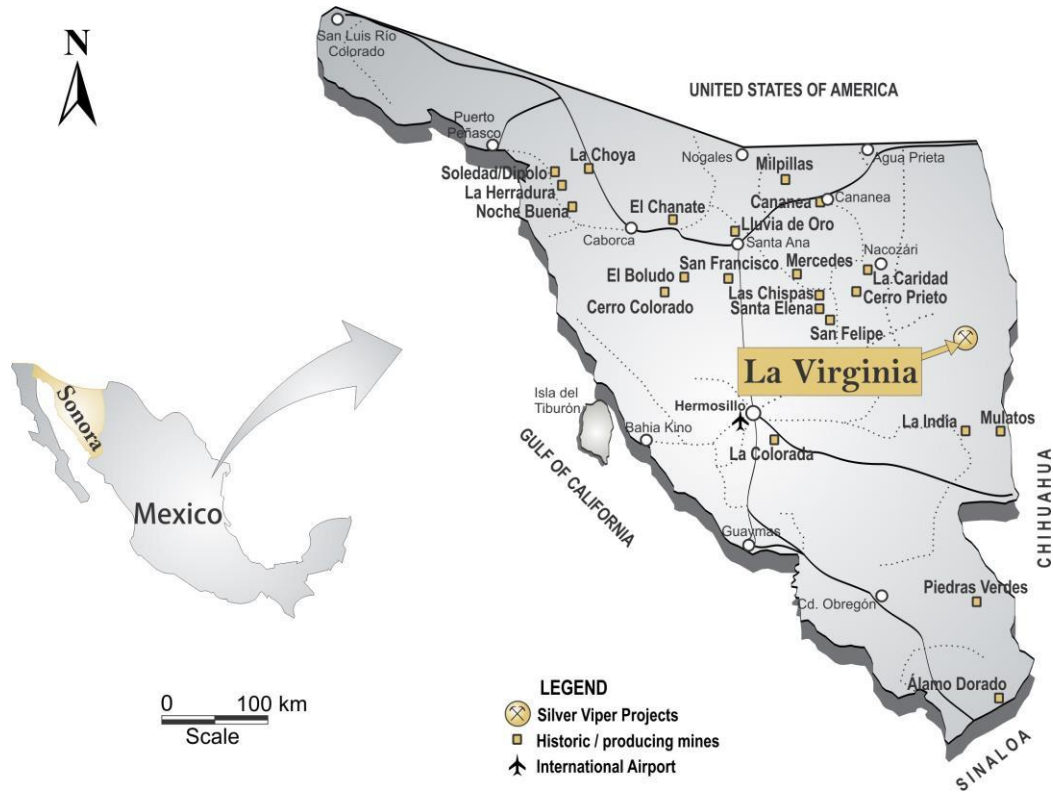 N
San Luis Río
Colorado
UNITED STATES OF AMERICA
Puerto
Peñasco
La Choya
Soledad/Dipolo
La Herradura
Noche Buena
Nogales
Milpillas
Agua Prieta
Cananea
Cananea
El Chanate
Lluvia de Oro
Caborca
Santa Ana
Nacozári
San Francisco
Mercedes
El Boludo
La Caridad
Cerro Colorado
Las Chispas
Cerro Prieto
Santa Elena
San Felipe
La Virginia
Sonora
Mexico
Isla del
Tiburón
Hermosillo
Bahia Kino
La India
Mulatos
La Colorada
GULF OF CALIFORNIA
CHIHUAHUA
Guaymas
Cd. Obregón
Piedras Verdes
Álamo Dorado
SINALOA
0 100 km
Scale
LEGEND
Silver Viper Projects
Historic / producing mines
International Airport